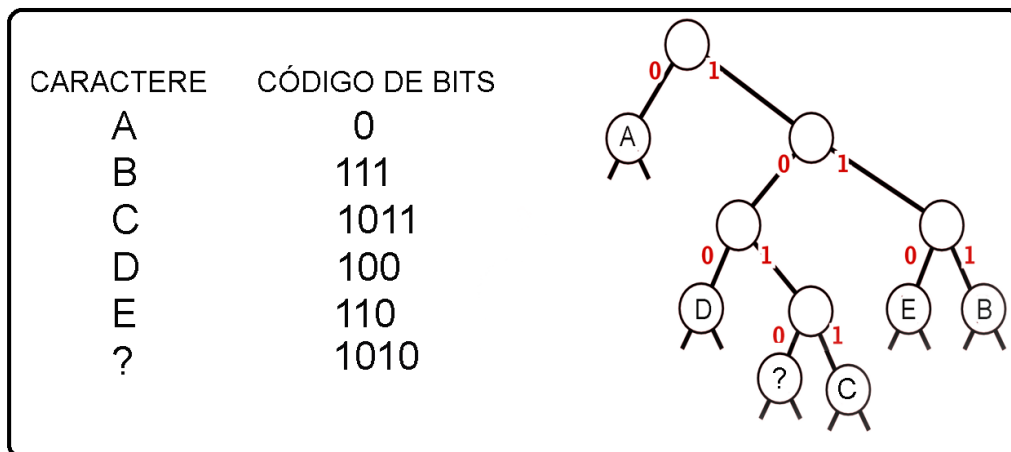 CARACTERE CÓDIGO DE BITS
A 0
B 111
C 1011
D 100
E 110
? 1010
0 1
A
0 1
0 1 0 1
D E B
0 1
? C